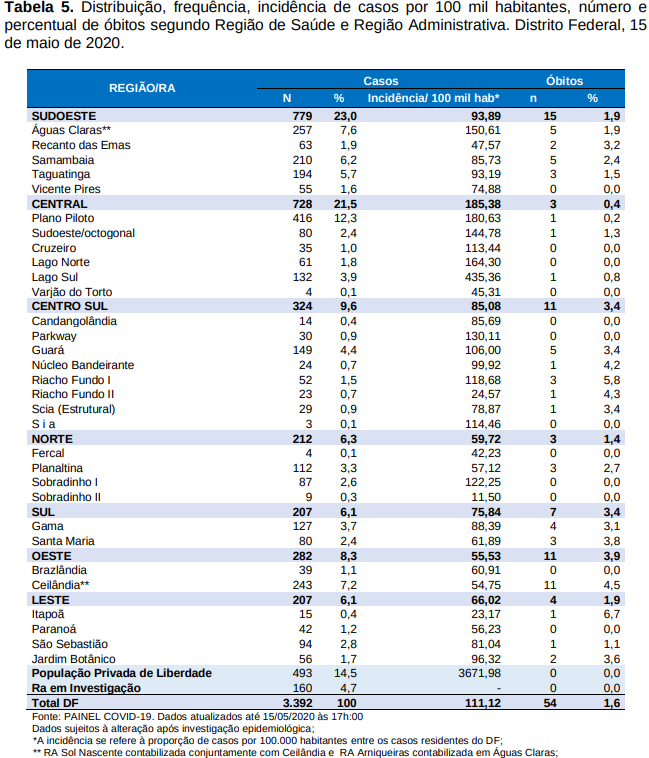 Tabela 5. Distribuição, frequência, incidência de casos por 100 mil habitantes, número e
percentual de óbitos segundo Região de Saúde e Região Administrativa. Distrito Federal, 15
de maio de 2020.
REGIÃO/RA Casos Óbitos
N % Incidência/ 100 mil hab* n %
SUDOESTE 779 23,0 93,89 15 1,9
Águas Claras** 257 7,6 150,61 5 1,9
Recanto das Emas 63 1,9 47,57 2 3,2
Samambaia 210 6,2 85,73 5 2,4
Taguatinga 194 5,7 93,19 3 1,5
Vicente Pires 55 1,6 74,88 0 0,0
CENTRAL 728 21,5 185,38 3 0,4
Plano Piloto 416 12,3 180,63 1 0,2
Sudoeste/octogonal 80 2,4 144,78 1 1,3
Cruzeiro 35 1,0 113,44 0 0,0
Lago Norte 61 1,8 164,30 0 0,0
Lago Sul 132 3,9 435,36 1 0,8
Varjão do Torto 4 0,1 45,31 0 0,0
CENTRO SUL 324 9,6 85,08 11 3,4
Candangolândia 14 0,4 85,69 0 0,0
Parkway 30 0,9 130,11 0 0,0
Guará 149 4,4 106,00 5 3,4
Núcleo Bandeirante 24 0,7 99,92 1 4,2
Riacho Fundo I 52 1,5 118,68 3 5,8
Riacho Fundo II 23 0,7 24,57 1 4,3
Scia (Estrutural) 29 0,9 78,87 1 3,4
S i a 3 0,1 114,46 0 0,0
NORTE 212 6,3 59,72 3 1,4
Fercal 4 0,1 42,23 0 0,0
Planaltina 112 3,3 57,12 3 2,7
Sobradinho I 87 2,6 122,25 0 0,0
Sobradinho II 9 0,3 11,50 0 0,0
SUL 207 6,1 75,84 7 3,4
Gama 127 3,7 88,39 4 3,1
Santa Maria 80 2,4 61,89 3 3,8
OESTE 282 8,3 55,53 11 3,9
Brazlândia 39 1,1 60,91 0 0,0
Ceilândia** 243 7,2 54,75 11 4,5
LESTE 207 6,1 66,02 4 1,9
Itapoã 15 0,4 23,17 1 6,7
Paranoá 42 1,2 56,23 0 0,0
São Sebastião 94 2,8 81,04 1 1,1
Jardim Botânico 56 1,7 96,32 2 3,6
População Privada de Liberdade 493 14,5 3671,98 0 0,0
Ra em Investigação 160 4,7 - 0 0,0
Total DF 3.392 100 111,12 54 1,6
Fonte: PAINEL COVID-19. Dados atualizados até 15/05/2020 às 17h:00
Dados sujeitos à alteração após investigação epidemiológica;
*A incidência se refere à proporção de casos por 100.000 habitantes entre os casos residentes do DF;
** RA Sol Nascente contabilizada conjuntamente com Ceilândia e RA Arniqueiras contabilizada em Águas Claras;